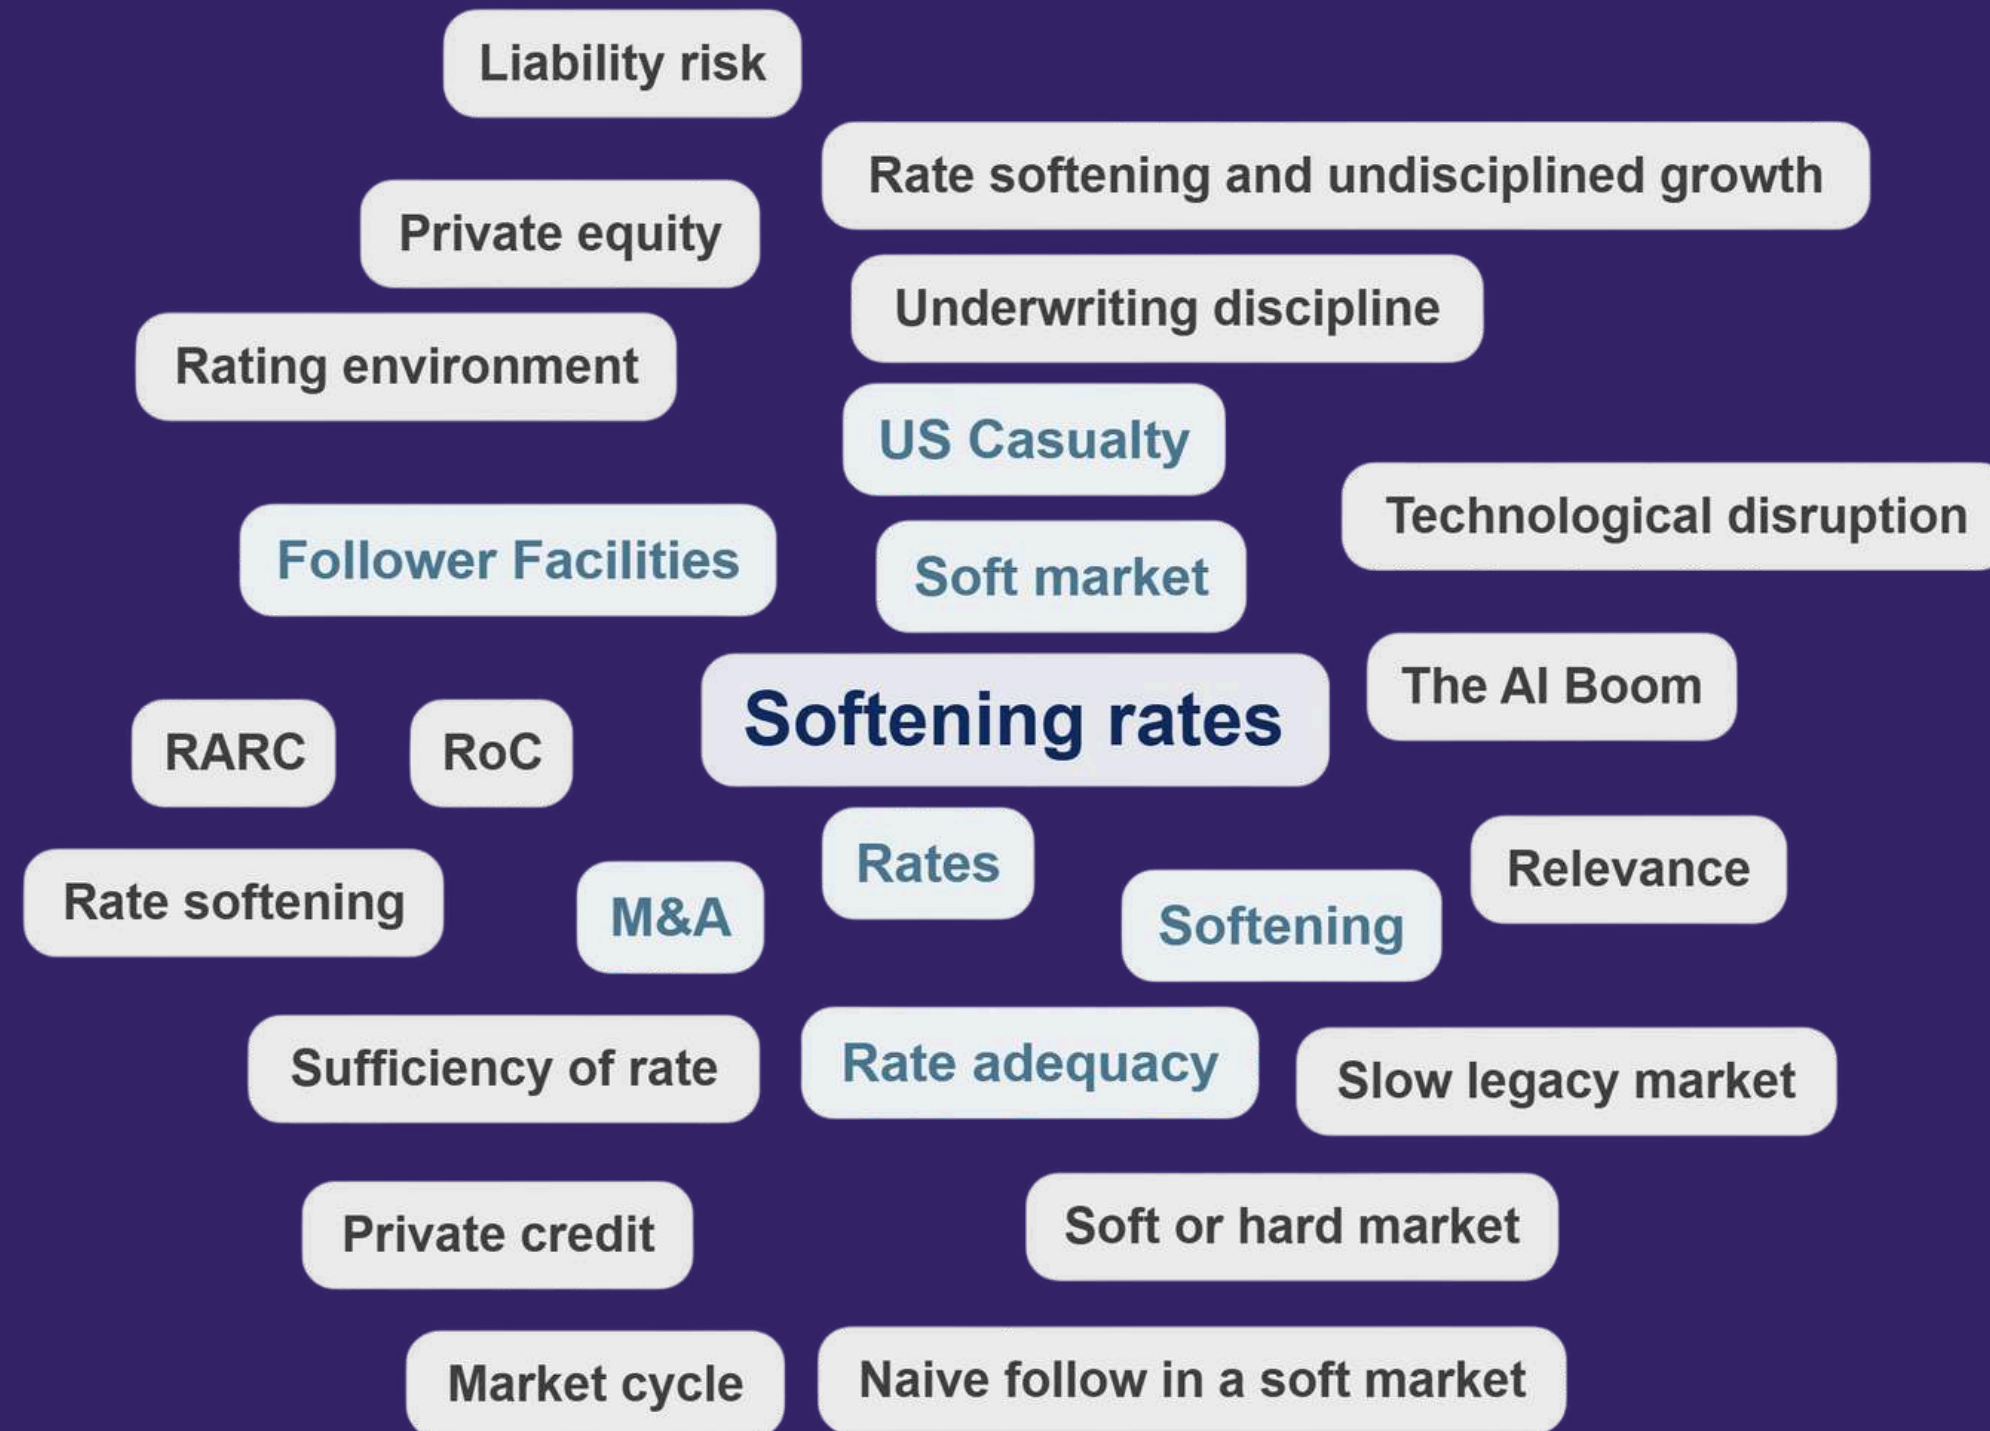 Liability risk
Rate softening and undisciplined growth
Private equity
Underwriting discipline
Rating environment
US Casualty
Technological disruption
Follower Facilities
Soft market
The AI Boom
Softening rates
RARC
RoC
Rates
Relevance
Rate softening
M&A
Softening
Sufficiency of rate
Rate adequacy
Slow legacy market
Private credit
Soft or hard market
Market cycle
Naive follow in a soft market